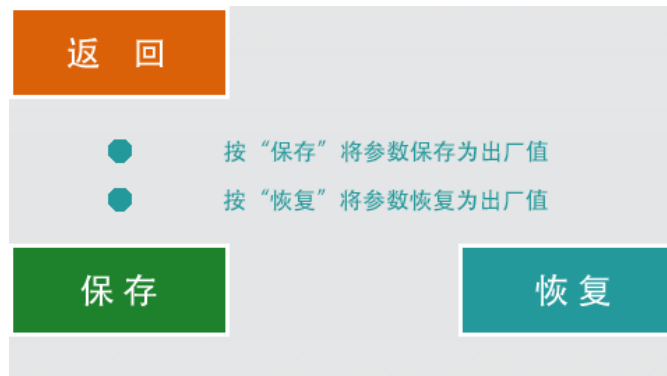 返 回
按“保存”将参数保存为出厂值
按“恢复”将参数恢复为出厂值
保 存
恢 复